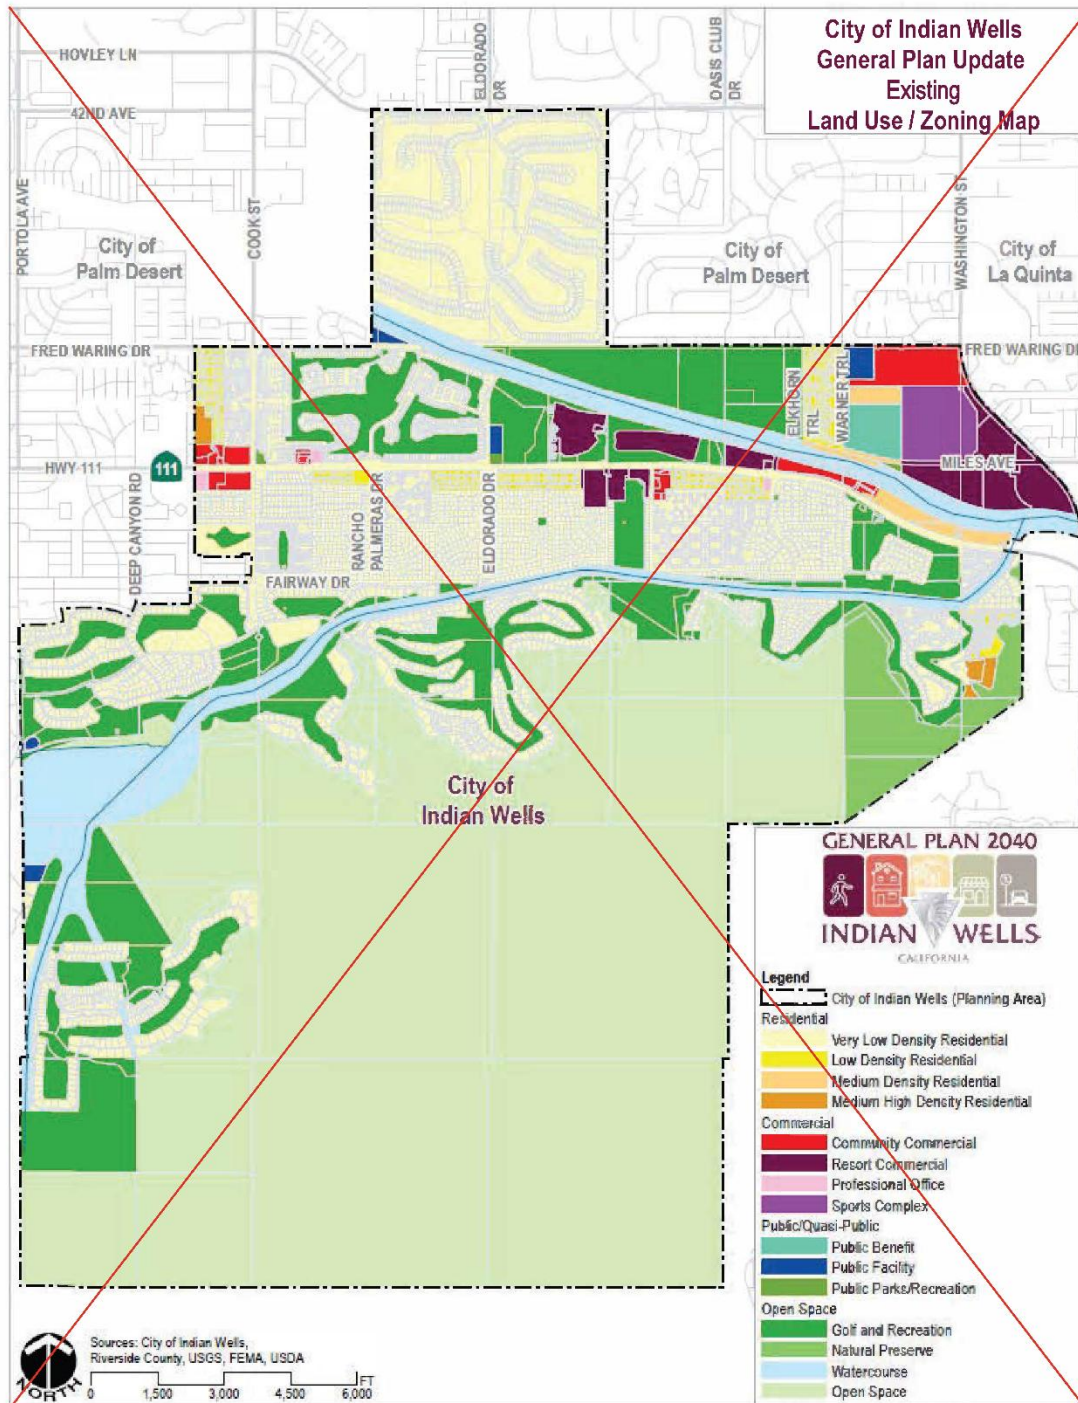 City of Indian Wells
General Plan Update
Existing
Land Use / Zoning Map
HOVLEY LN
42ND AVE
ELDORADO
DR
OASIS CLUB
DR
PORTOLA AVE
COOK ST
WASHINGTON ST
City of
Palm Desert
City of
Palm Desert
City of
La Quinta
FRED WARING DR
FRED WARING DR
ELKHORN
TRL
WARNER TRL
HWY 111
111
MILES AVE
DEEP CANYON RD
RANCHO
PALMERAS DR
ELDORADO DR
FAIRWAY DR
City of
Indian Wells
GENERAL PLAN 2040
INDIAN WELLS
CALIFORNIA
Legend
City of Indian Wells (Planning Area)
Residential
Very Low Density Residential
Low Density Residential
Medium Density Residential
Medium High Density Residential
Commercial
Community Commercial
Resort Commercial
Professional Office
Sports Complex
Public/Quasi-Public
Public Benefit
Public Facility
Public Parks/Recreation
Open Space
Golf and Recreation
Natural Preserve
Watercourse
Open Space
NORTH
Sources: City of Indian Wells,
Riverside County, USGS, FEMA, USDA
FT
0 1,500 3,000 4,500 6,000